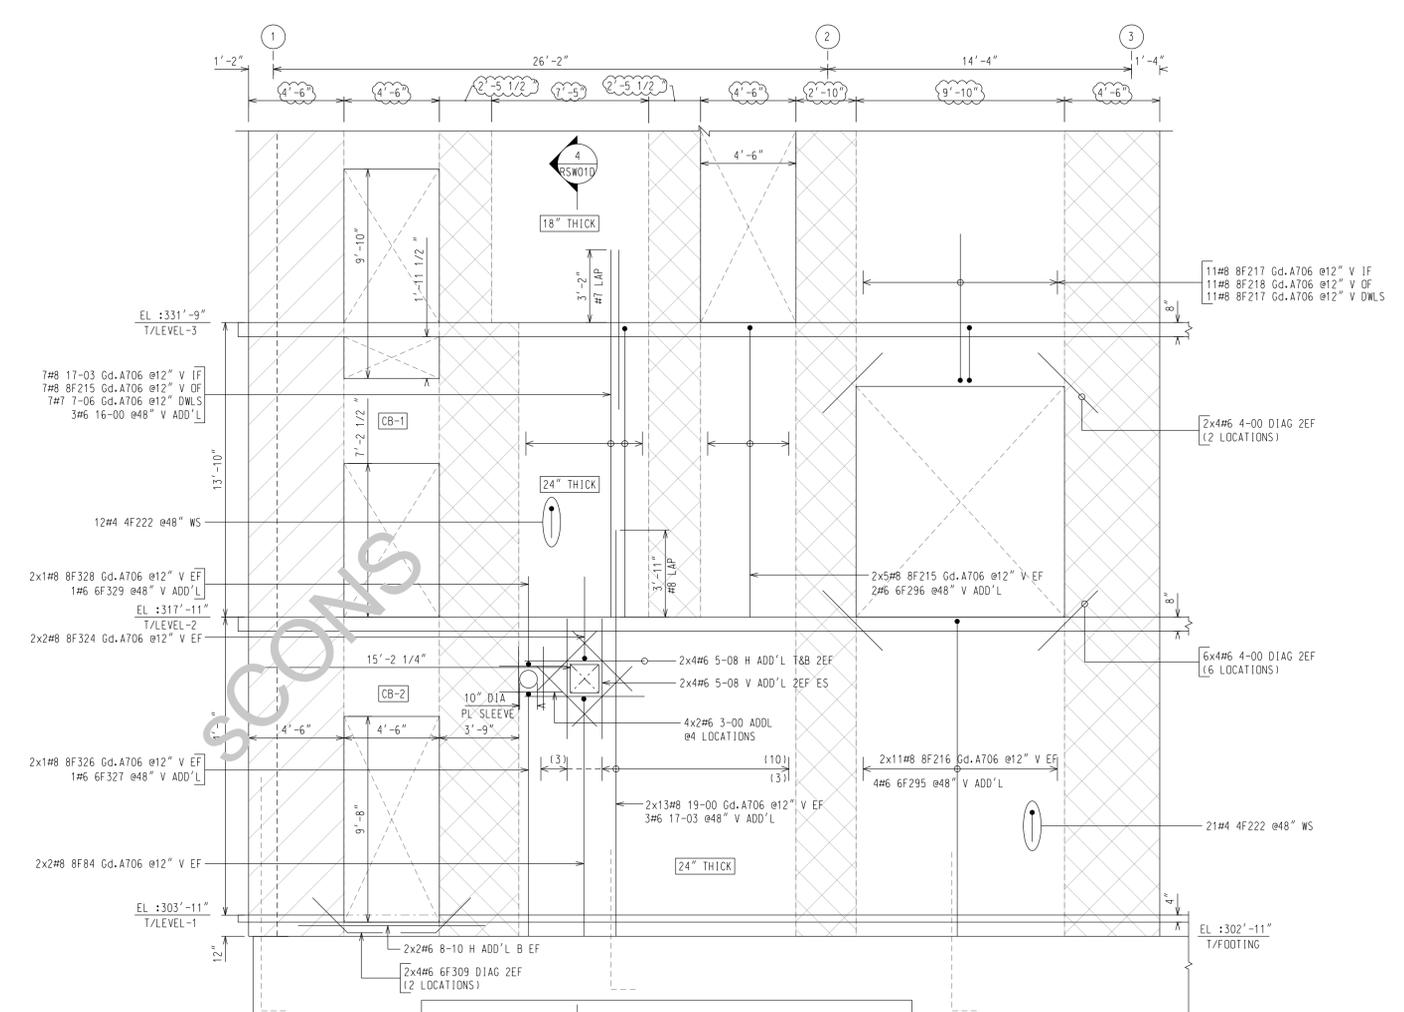 1
2
3
1'-2"
26'-2"
14'-4"
1'-4"
4'-6"
4'-6"
2'-5 1/2"
7'-5"
2'-5 1/2"
4'-6"
2'-10"
9'-10"
4'-6"
4
RSW01D
4'-6"
18" THICK
9'-10"
1'-11 1/2"
3'-2"
#7 LAP
11#8 8F217 Gd.A706 @12" V IF
11#8 8F218 Gd.A706 @12" V OF
11#8 8F217 Gd.A706 @12" V DWLS
EL :331'-9"
T/LEVEL-3
8"
7#8 17-03 Gd.A706 @12" V IF
7#8 8F215 Gd.A706 @12" V OF
7#7 7-06 Gd.A706 @12" DWLS
3#6 16-00 @48" V ADD'L
CB-1
7'-2 1/2"
2x4#6 4-00 DIAG 2EF
(2 LOCATIONS)
13'-10"
24" THICK
12#4 4F222 @48" WS
3'-11"
#8 LAP
2x1#8 8F328 Gd.A706 @12" V EF
1#6 6F329 @48" V ADD'L
2x5#8 8F215 Gd.A706 @12" V EF
2#6 6F296 @48" V ADD'L
EL :317'-11"
T/LEVEL-2
8"
2x2#8 8F324 Gd.A706 @12" V EF
15'-2 1/4"
2x4#6 5-08 H ADD'L T&B 2EF
6x4#6 4-00 DIAG 2EF
(6 LOCATIONS)
2x4#6 5-08 V ADD'L 2EF ES
CB-2
10" DIA
PL SLEEVE
4x2#6 3-00 ADDL
@4 LOCATIONS
SCONS
4'-6"
4'-6"
3'-9"
2x1#8 8F326 Gd.A706 @12" V EF
1#6 6F327 @48" V ADD'L
(3)
(10)
(3)
2x11#8 8F216 Gd.A706 @12" V EF
4#6 6F295 @48" V ADD'L
2x13#8 19-00 Gd.A706 @12" V EF
3#6 17-03 @48" V ADD'L
9'-8"
21#4 4F222 @48" WS
2x2#8 8F84 Gd.A706 @12" V EF
24" THICK
EL :303'-11"
T/LEVEL-1
4"
EL :302'-11"
T/FOOTING
12"
2x2#6 8-10 H ADD'L B EF
2x4#6 6F309 DIAG 2EF
(2 LOCATIONS)